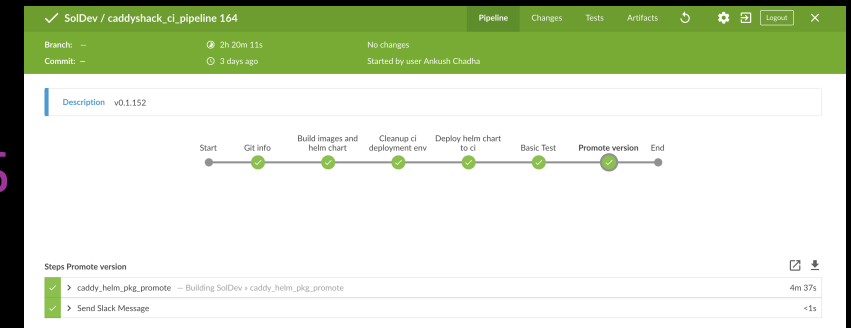 SolDev / caddyshack_ci_pipeline 164
Pipeline Changes Tests Artifacts Logout
Branch: — 2h 20m 11s No changes
Commit: – 3 days ago Started by user Ankush Chadha
Description v0.1.152
Start
Git info
Build images and
helm chart
Cleanup ci
deployment env
Deploy helm chart
to ci
Basic Test
Promote version
End
5
Steps Promote version
caddy_helm_pkg_promote — Building SolDev » caddy_helm_pkg_promote 4m 37s
Send Slack Message <1s